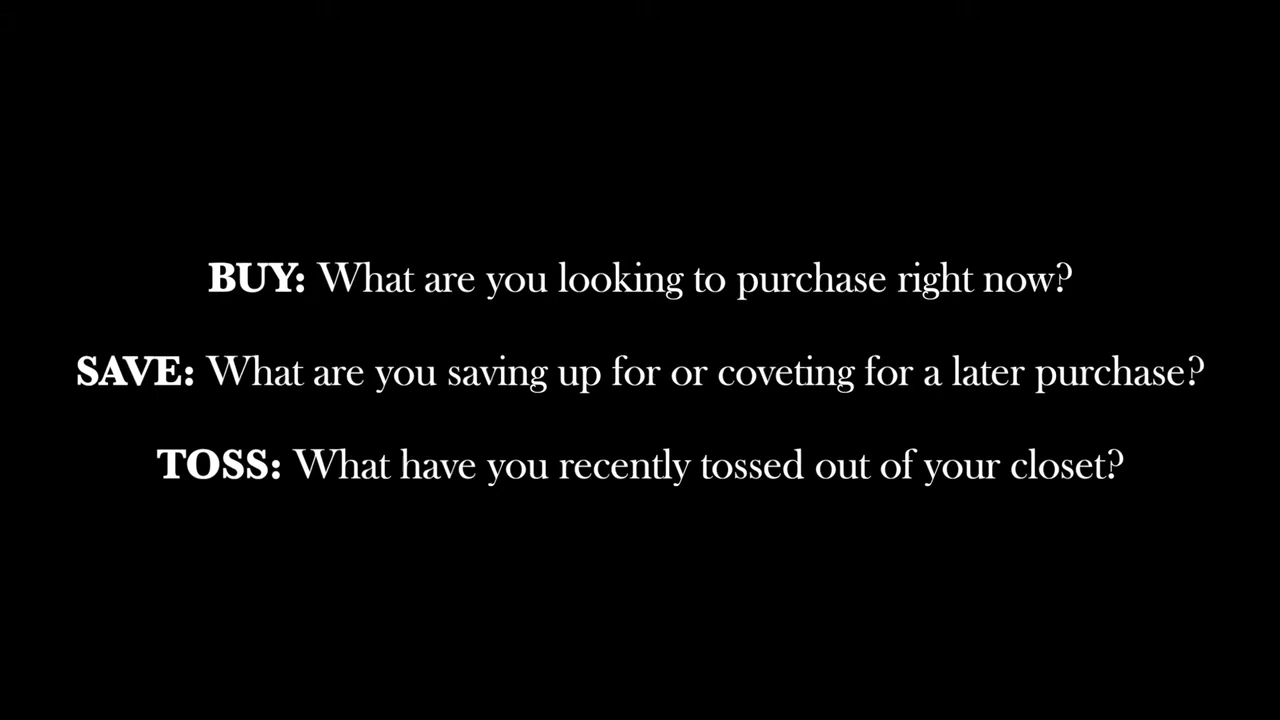 BUY: What are you looking to purchase right now?
SAVE: What are you saving up for or coveting for a later purchase?
TOSS: What have you recently tossed out of your closet?